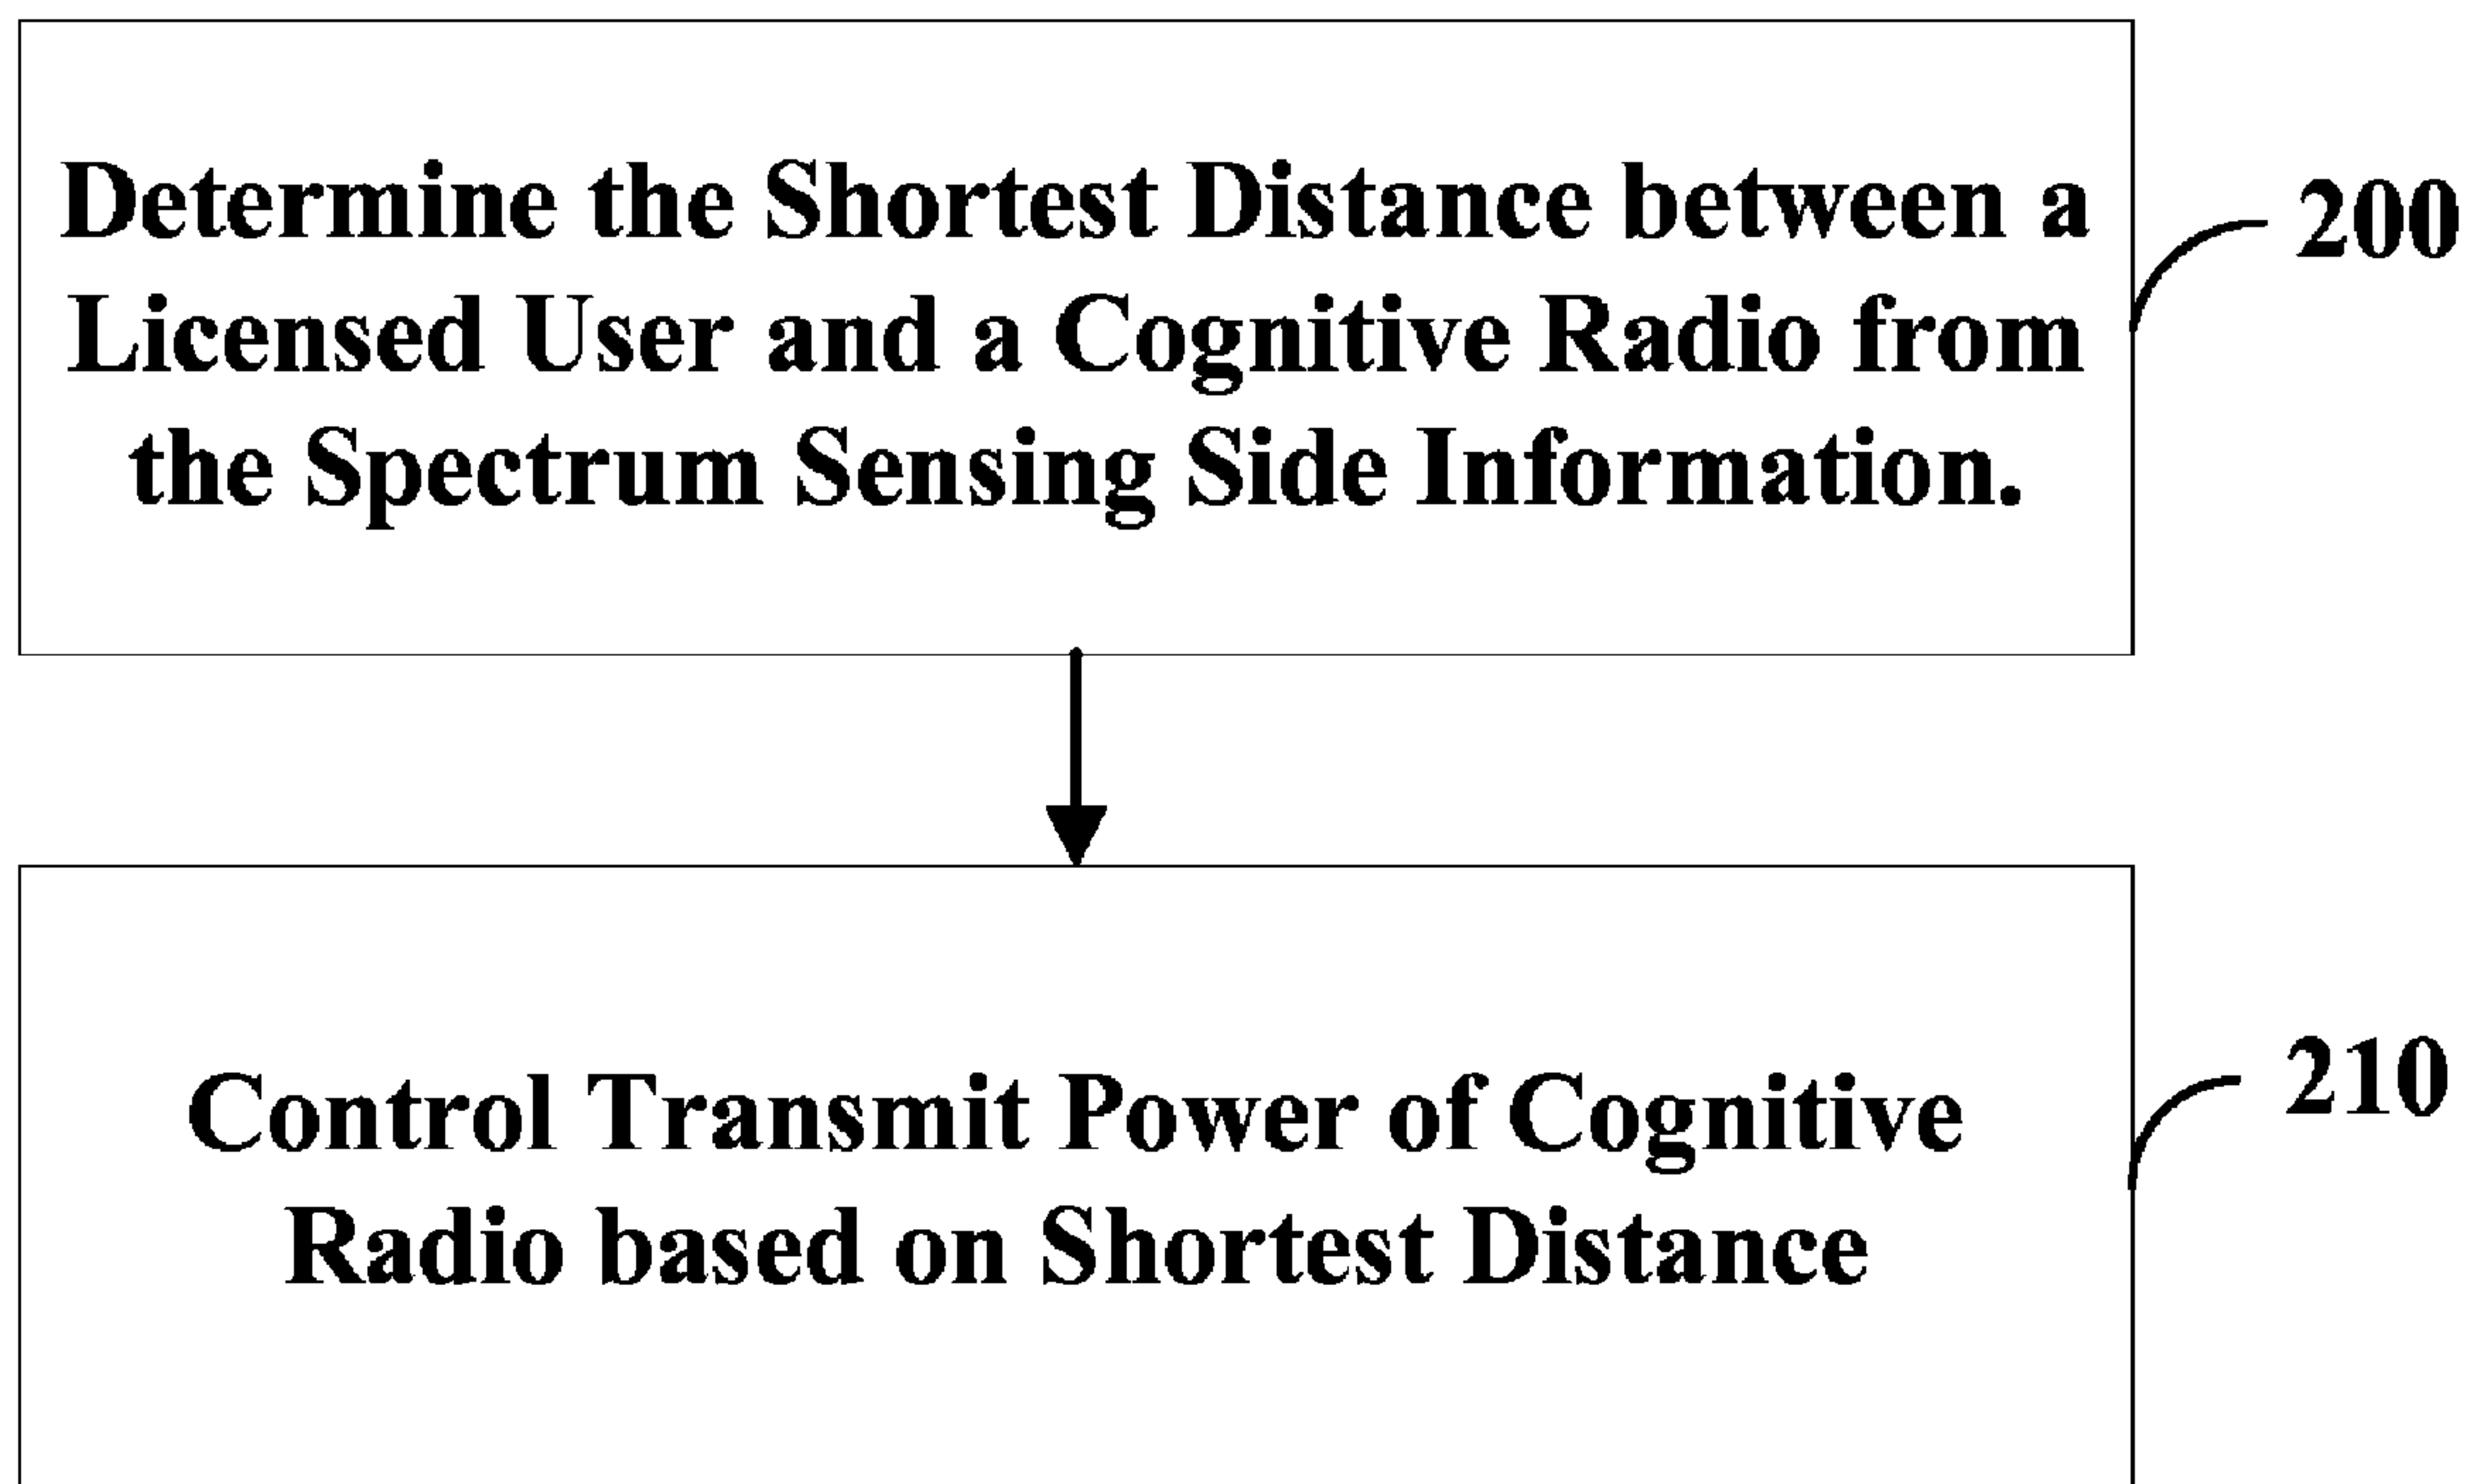 Determine the Shortest Distance between a
Licensed User and a Cognitive Radio from
the Spectrum Sensing Side Information.
200
Control Transmit Power of Cognitive
Radio based on Shortest Distance
210